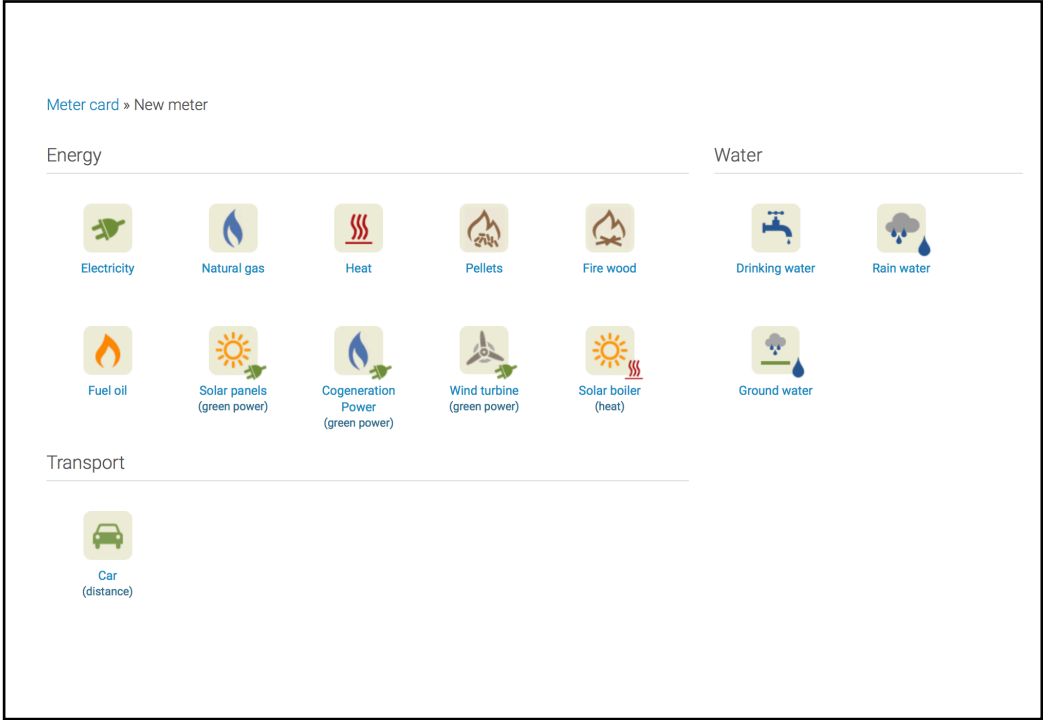 Meter card » New meter
Energy
Water
Electricity
Natural gas
Heat
Pellets
Fire wood
Drinking water
Rain water
Fuel oil
Solar panels
(green power)
Cogeneration
Power
(green power)
Wind turbine
(green power)
Solar boiler
(heat)
Ground water
Transport
Car
(distance)